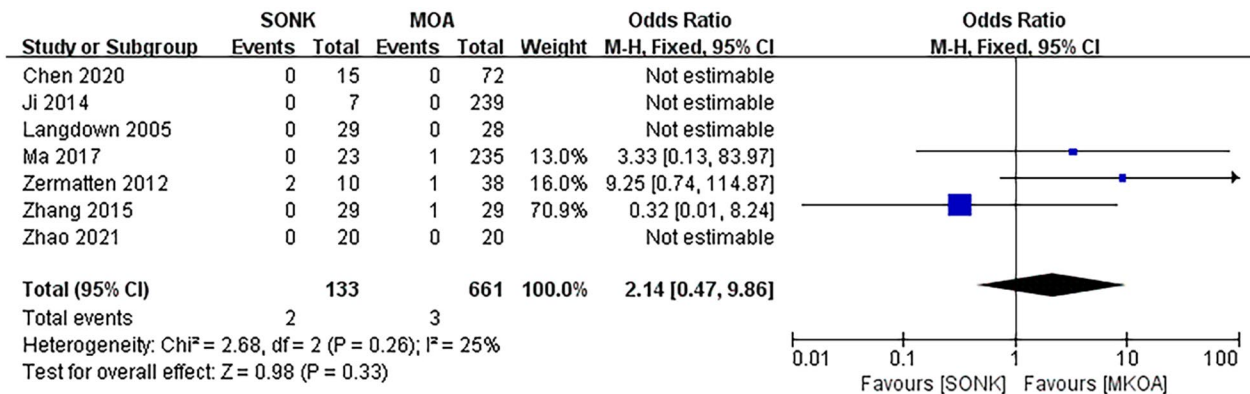 SONK MOA Odds Ratio Odds Ratio
Study or Subgroup Events Total Events Total Weight M-H, Fixed, 95% CI M-H, Fixed, 95% CI
Chen 2020 0 15 0 72 Not estimable
Ji 2014 0 7 0 239 Not estimable
Langdown 2005 0 29 0 28 Not estimable
Ma 2017 0 23 1 235 13.0% 3.33 [0.13, 83.97]
Zermatten 2012 2 10 1 38 16.0% 9.25 [0.74, 114.87]
Zhang 2015 0 29 1 29 70.9% 0.32 [0.01, 8.24]
Zhao 2021 0 20 0 20 Not estimable
Total (95% CI) 133 661 100.0% 2.14 [0.47, 9.86]
Total events 2 3
Heterogeneity: Chi² = 2.68, df = 2 (P = 0.26); I² = 25%
Test for overall effect: Z = 0.98 (P = 0.33)
0.01 0.1 1 10 100
Favours [SONK] Favours [MKOA]